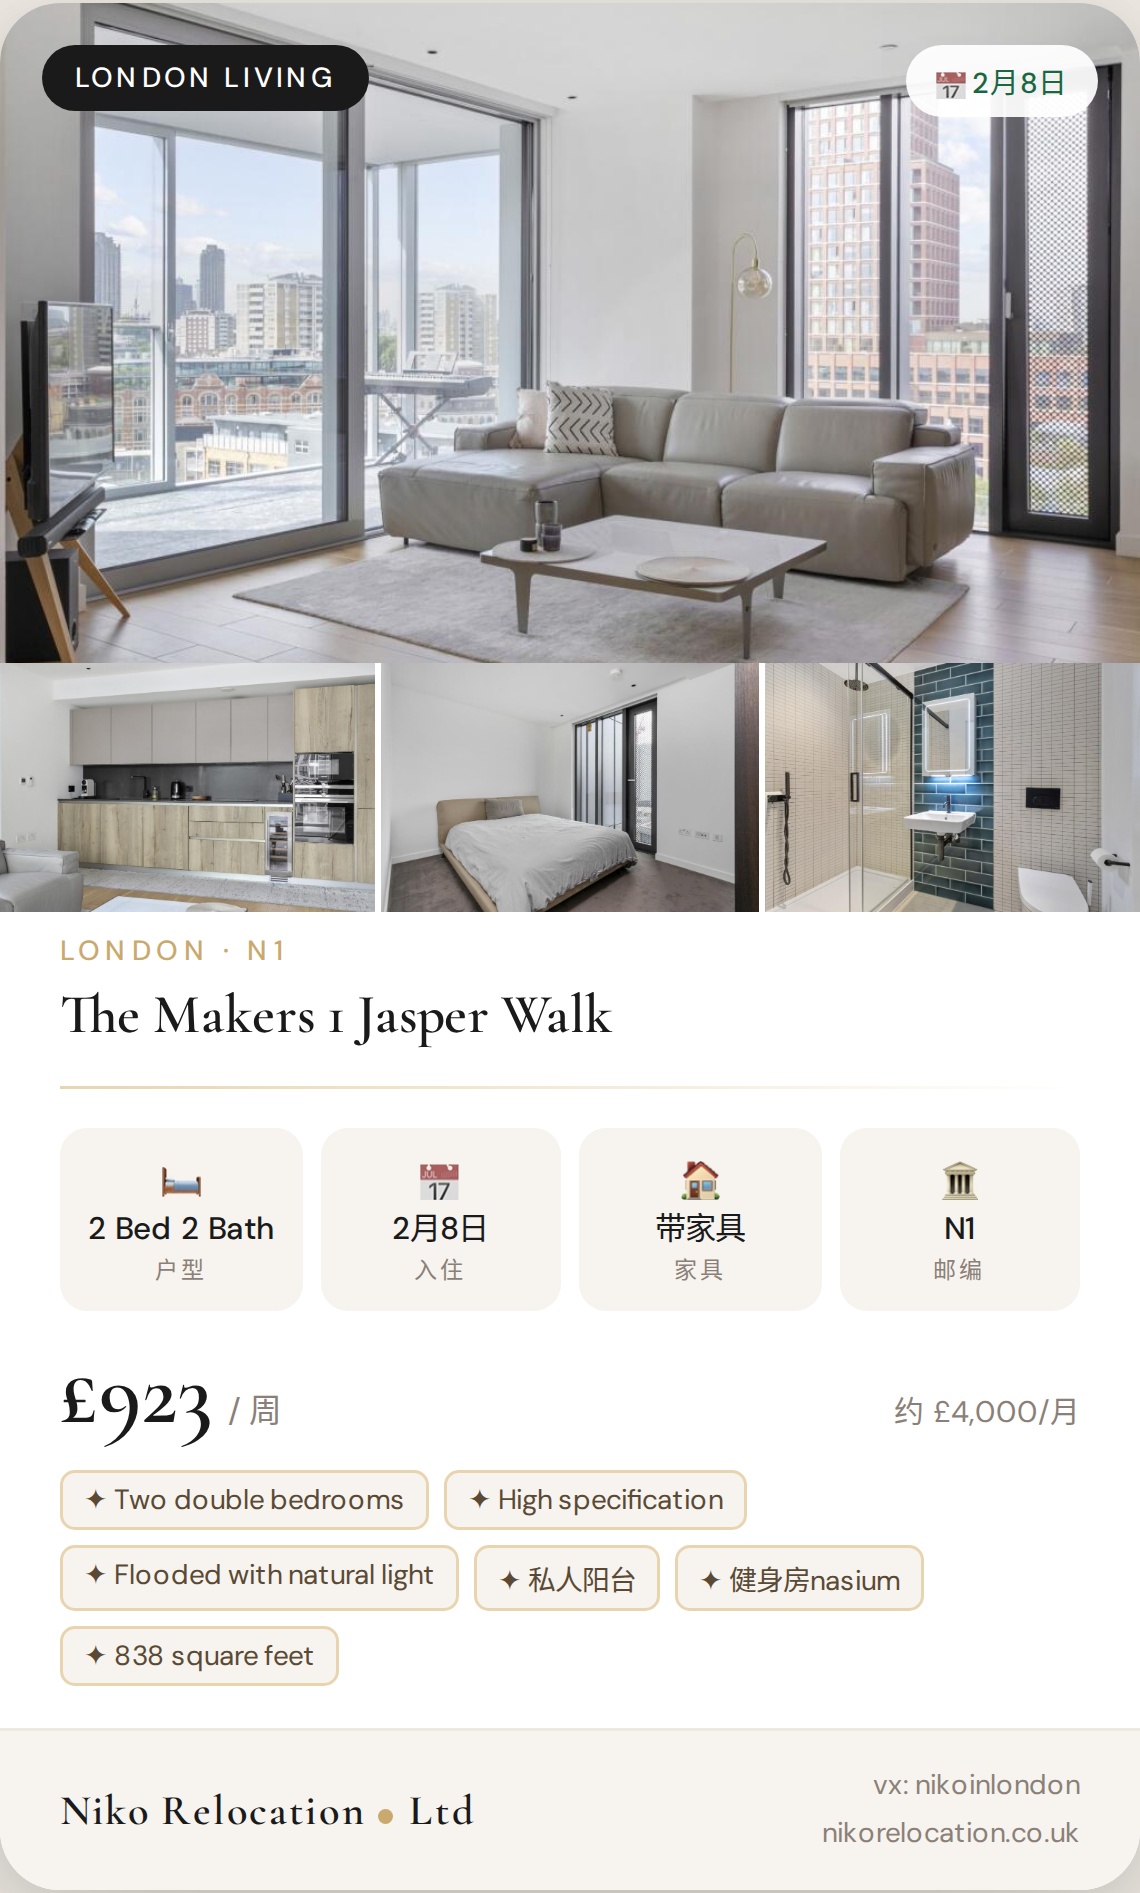 LONDON LIVING
2月8日
LONDON · N1
The Makers 1 Jasper Walk
2 Bed 2 Bath
户型
2月8日
入住
带家具
家具
N1
邮编
£923 / 周
约 £4,000/月
✦ Two double bedrooms
✦ High specification
✦ Flooded with natural light
✦ 私人阳台
✦ 健身房nasium
✦ 838 square feet
Niko Relocation • Ltd
vx: nikoinlondon
nikorelocation.co.uk